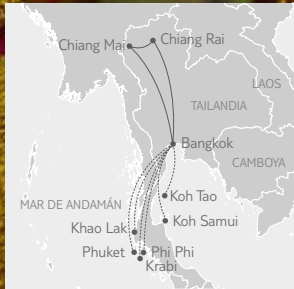 Chiang Rai
Chiang Mai
LAOS
TAILANDIA
Bangkok
CAMBOYA
Koh Tao
MAR DE ANDAMÁN
Koh Samui
Khao Lak
Phuket
Phi Phi
Krabi